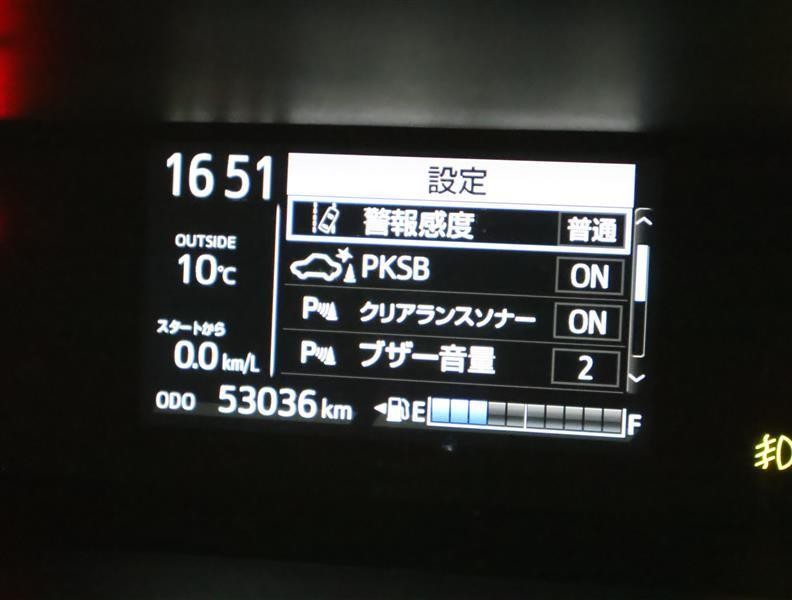 16 51
設定
警報感度 普通
OUTSIDE
10℃
PKSB ON
クリアランスソナー ON
スタートから
0.0 km/L
ブザー音量 2
ODO 53036 km
E F